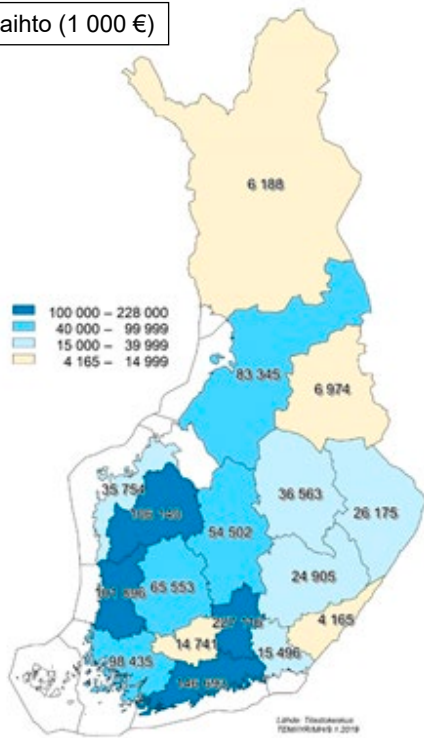 aihto (1 000 €)
6 188
100 000 – 228 000
40 000 – 99 999
15 000 – 39 999
4 165 – 14 999
83 345
6 974
35 754
36 563
26 175
54 502
65 553
24 905
4 165
14 741
15 496
98 435
146 693
Lähde: Tilastokeskus